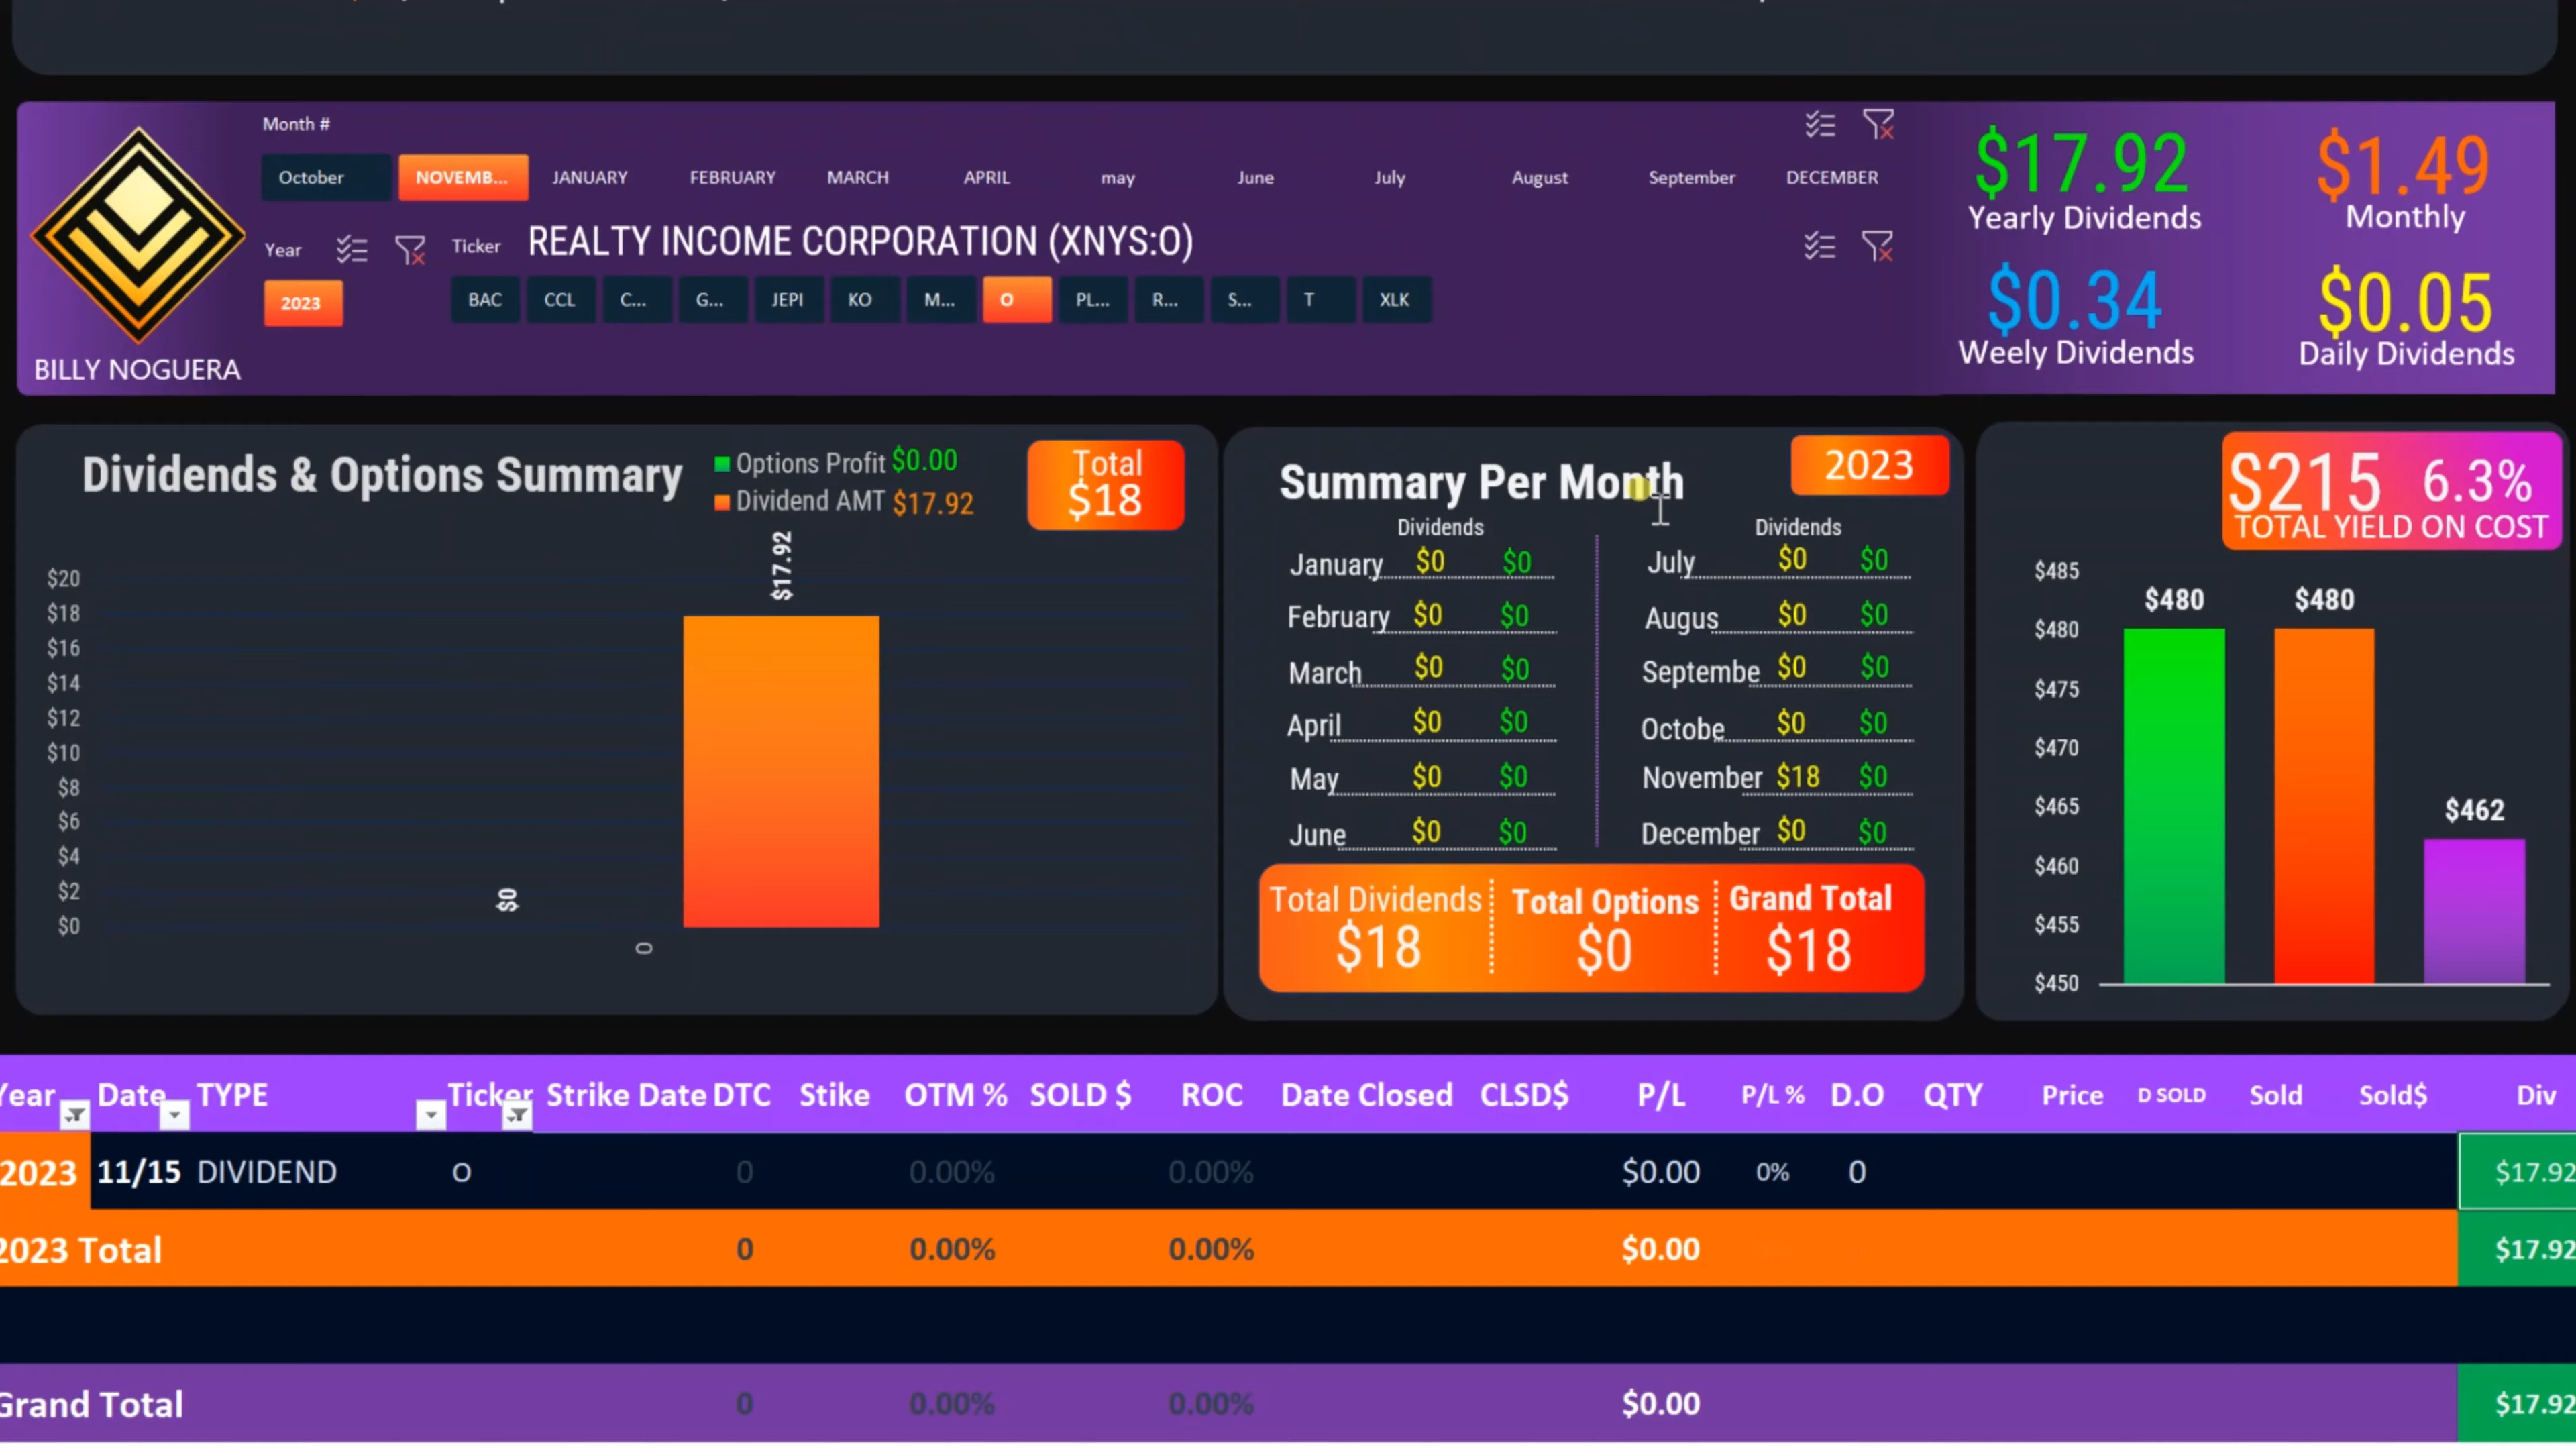 Month #
October NOVEMB... JANUARY FEBRUARY MARCH APRIL may June July August September DECEMBER
Year Ticker REALTY INCOME CORPORATION (XNYS:O)
2023 BAC CCL C... G... JEPI KO M... O PL... R... S... T XLK
BILLY NOGUERA
$17.92 $1.49
Yearly Dividends Monthly
$0.34 $0.05
Weely Dividends Daily Dividends
Dividends & Options Summary
Options Profit $0.00
Dividend AMT $17.92
Total
$18
$20
$18
$16
$14
$12
$10
$8
$6
$4
$2
$0
$17.92
$0
O
Summary Per Month
2023
Dividends Dividends
January $0 $0 July $0 $0
February $0 $0 Augus $0 $0
March $0 $0 Septembe $0 $0
April $0 $0 Octobe $0 $0
May $0 $0 November $18 $0
June $0 $0 December $0 $0
Total Dividends Total Options Grand Total
$18 $0 $18
$215 6.3%
TOTAL YIELD ON COST
$485
$480
$475
$470
$465
$460
$455
$450
$480 $480 $462
Year Date TYPE Ticker Strike Date DTC Stike OTM % SOLD $ ROC Date Closed CLSD$ P/L P/L % D.O QTY Price D SOLD Sold Sold$ Div
2023 11/15 DIVIDEND O 0 0.00% 0.00% $0.00 0% 0 $17.92
2023 Total 0 0.00% 0.00% $0.00 $17.92
Grand Total 0 0.00% 0.00% $0.00 $17.92